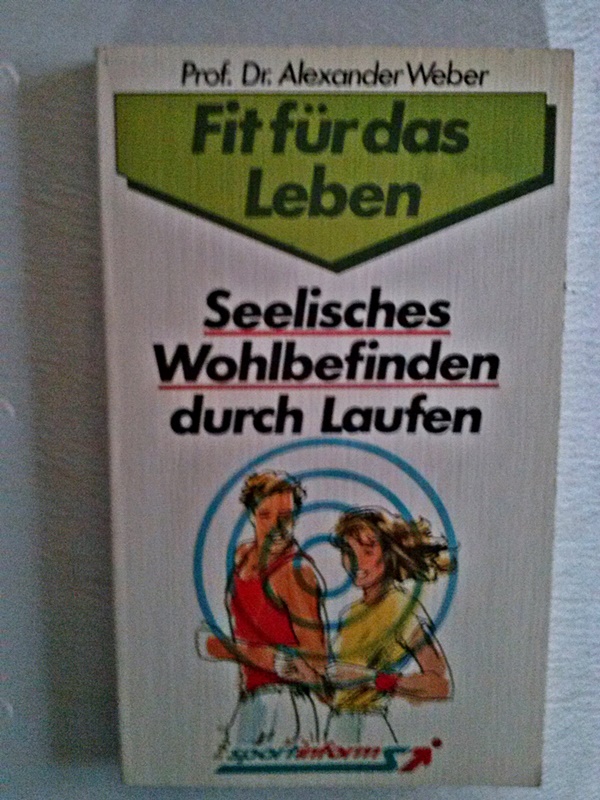 Prof. Dr. Alexander Weber
Fit für das
Leben
Seelisches
Wohlbefinden
durch Laufen
sportinform